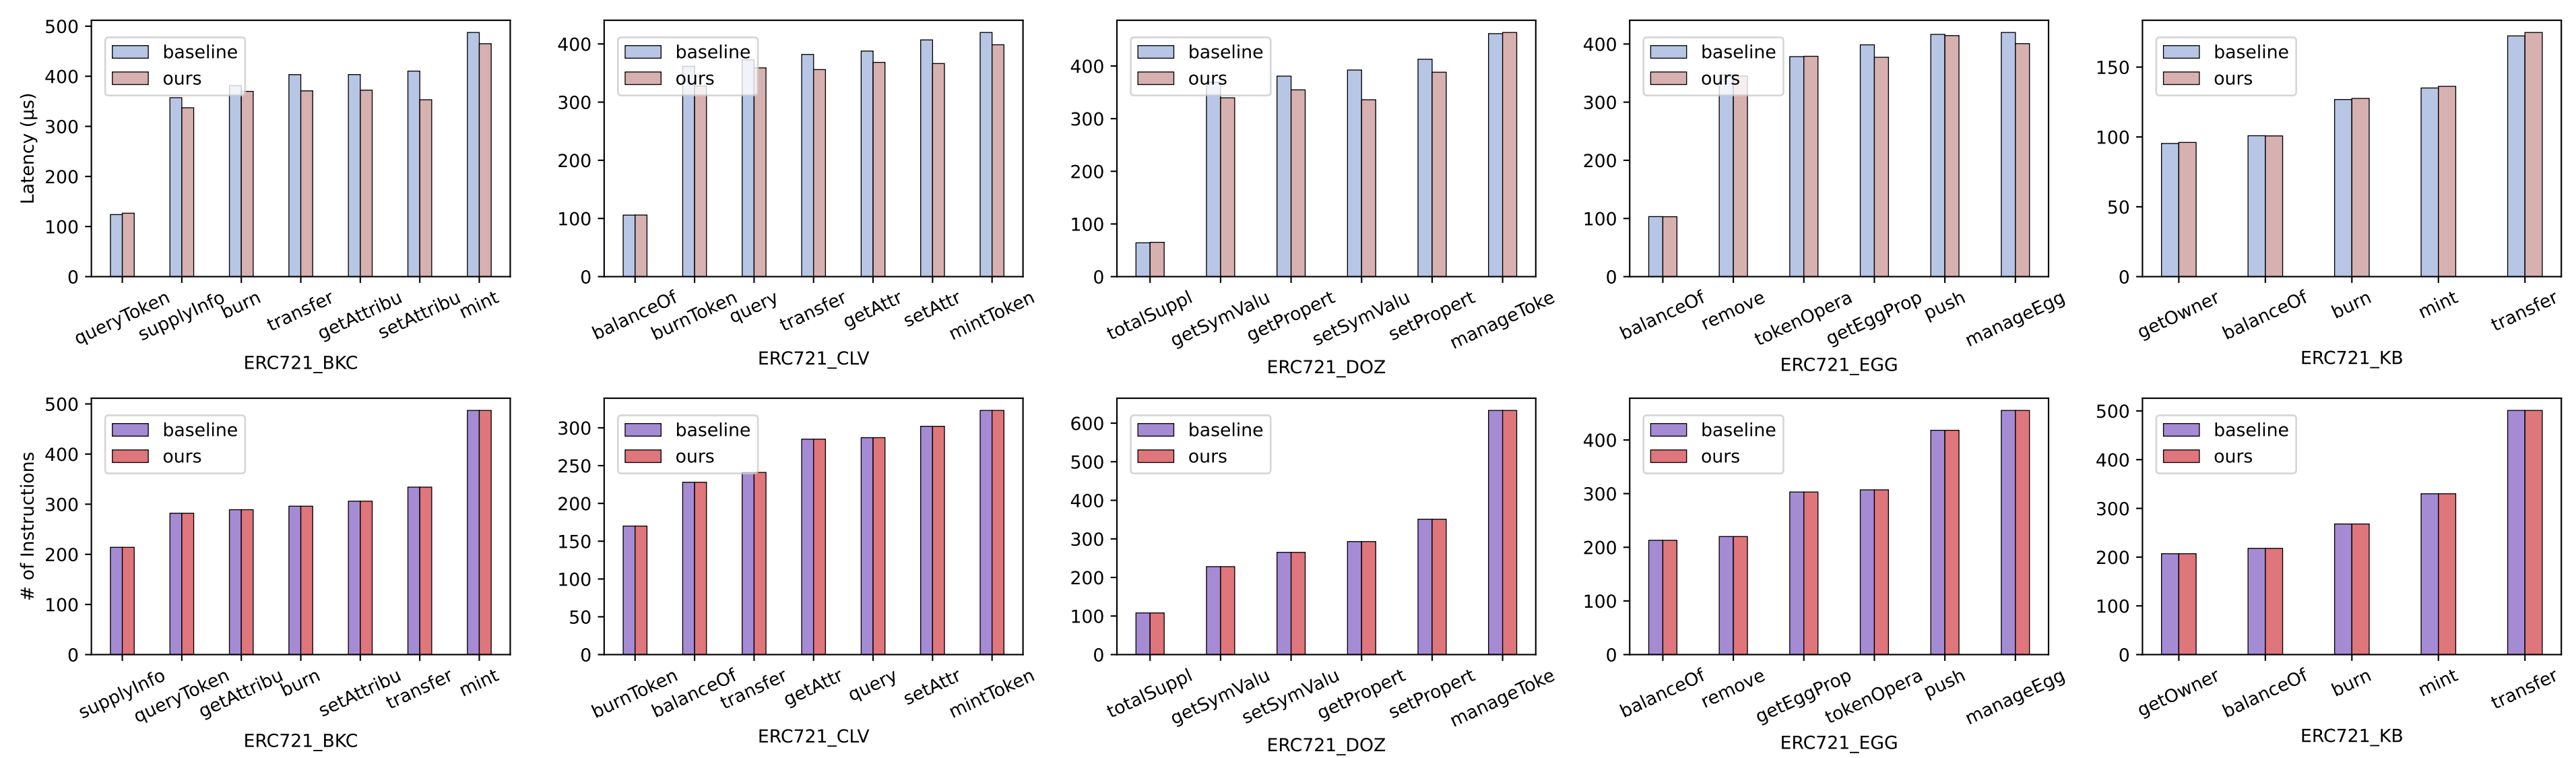 Latency (μs)
500
400
300
200
100
0
baseline
ours
queryToken
supplyInfo
burn
transfer
getAttribu
setAttribu
mint
ERC721_BKC
400
300
200
100
0
baseline
ours
balanceOf
burnToken
query
transfer
getAttr
setAttr
mintToken
ERC721_CLV
400
300
200
100
0
baseline
ours
totalSuppl
getSymValu
getPropert
setSymValu
setPropert
manageToke
ERC721_DOZ
400
300
200
100
0
baseline
ours
balanceOf
remove
tokenOpera
getEggProp
push
manageEgg
ERC721_EGG
150
100
50
0
baseline
ours
getOwner
balanceOf
burn
mint
transfer
ERC721_KB
# of Instructions
500
400
300
200
100
0
baseline
ours
supplyInfo
queryToken
getAttribu
burn
setAttribu
transfer
mint
ERC721_BKC
300
250
200
150
100
50
0
baseline
ours
burnToken
balanceOf
transfer
getAttr
query
setAttr
mintToken
ERC721_CLV
600
500
400
300
200
100
0
baseline
ours
totalSuppl
getSymValu
setSymValu
getPropert
setPropert
manageToke
ERC721_DOZ
400
300
200
100
0
baseline
ours
balanceOf
remove
getEggProp
tokenOpera
push
manageEgg
ERC721_EGG
500
400
300
200
100
0
baseline
ours
getOwner
balanceOf
burn
mint
transfer
ERC721_KB